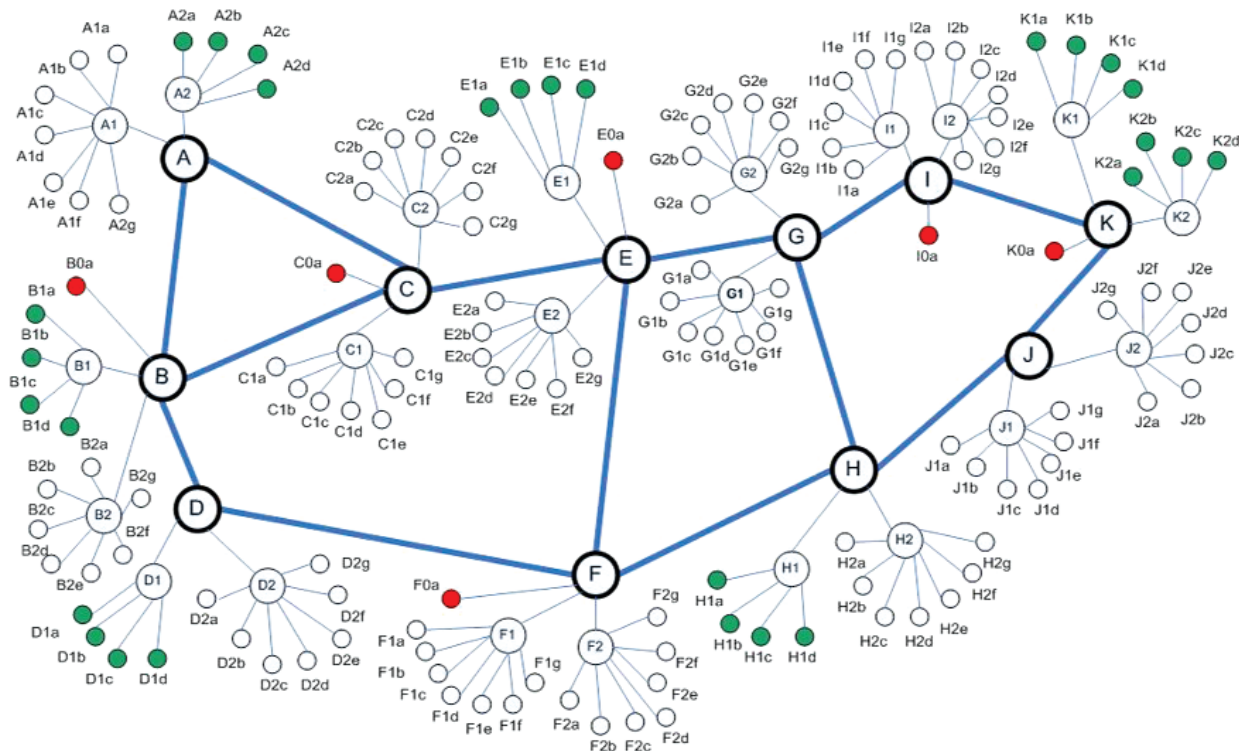 A1a
A1b
A1c
A1d
A1e
A1f
A2g
A1
A2a
A2b
A2c
A2d
A2
A
B0a
B1a
B1b
B1c
B1d
B1
B
B2a
B2b
B2c
B2d
B2e
B2f
B2g
B2
C0a
C2a
C2b
C2c
C2d
C2e
C2f
C2g
C2
C
C1a
C1b
C1c
C1d
C1e
C1f
C1g
C1
D
D1
D1a
D1b
D1c
D1d
D2
D2a
D2b
D2c
D2d
D2e
D2f
D2g
E1a
E1b
E1c
E1d
E1
E0a
E
E2a
E2b
E2c
E2d
E2e
E2f
E2g
E2
F0a
F
F1
F1a
F1b
F1c
F1d
F1e
F1f
F1g
F2
F2a
F2b
F2c
F2d
F2e
F2f
F2g
G2a
G2b
G2c
G2d
G2e
G2f
G2g
G2
G
G1a
G1b
G1c
G1d
G1e
G1f
G1g
G1
H
H1
H1a
H1b
H1c
H1d
H2
H2a
H2b
H2c
H2d
H2e
H2f
H2g
I1a
I1b
I1c
I1d
I1e
I1f
I1g
I1
I2a
I2b
I2c
I2d
I2e
I2f
I2g
I2
I
I0a
J
J1
J1a
J1b
J1c
J1d
J1e
J1f
J1g
J2
J2a
J2b
J2c
J2d
J2e
J2f
J2g
K1a
K1b
K1c
K1d
K1
K2a
K2b
K2c
K2d
K2
K
K0a